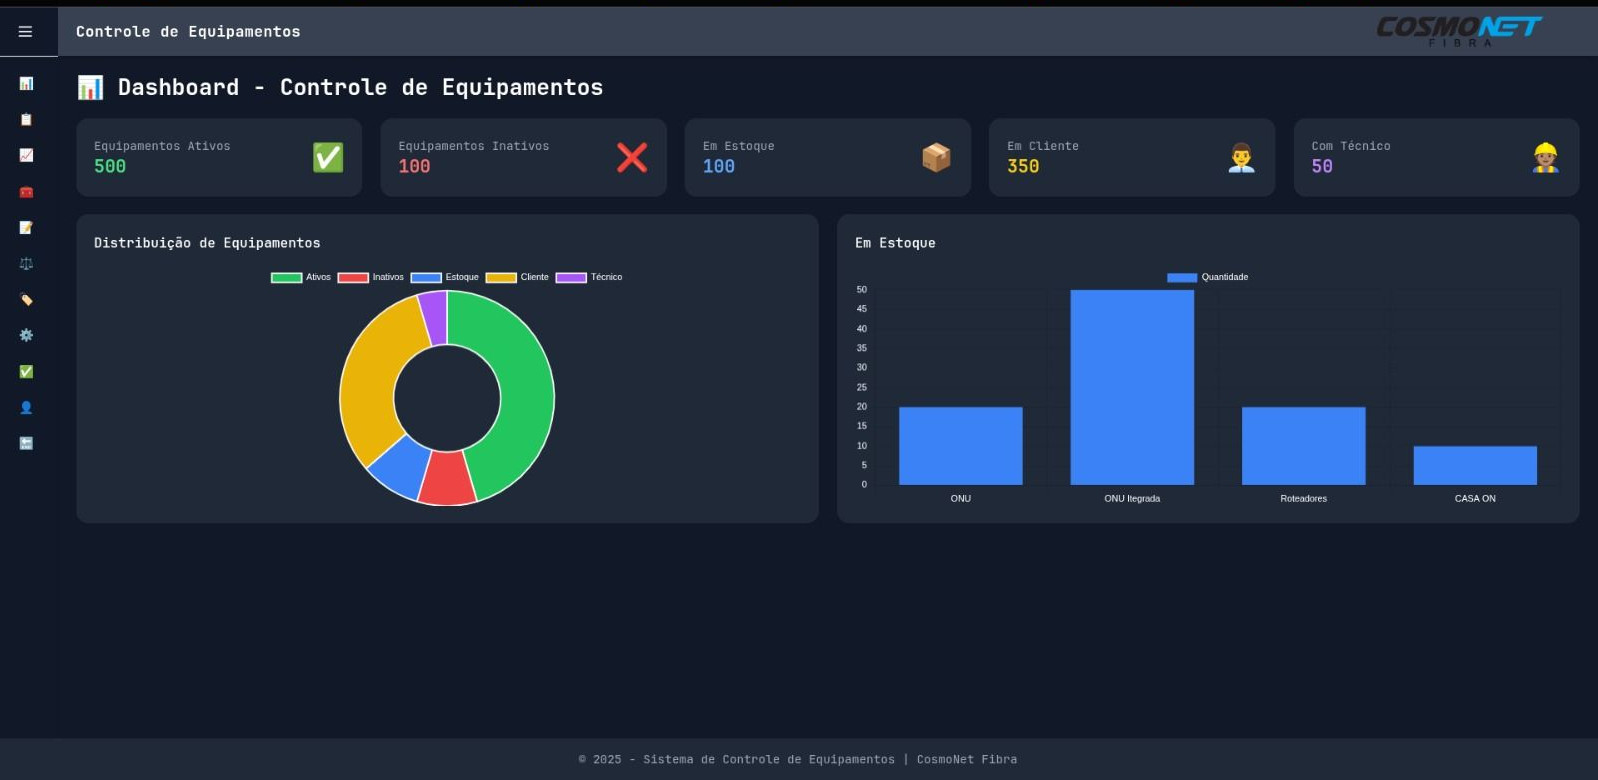 Controle de Equipamentos
COSMONET
FIBRA
Dashboard - Controle de Equipamentos
Equipamentos Ativos
500
Equipamentos Inativos
100
Em Estoque
100
Em Cliente
350
Com Técnico
50
Distribuição de Equipamentos
Ativos Inativos Estoque Cliente Técnico
Em Estoque
Quantidade
50
45
40
35
30
25
20
15
10
5
0
ONU ONU Itegrada Roteadores CASA ON
© 2025 - Sistema de Controle de Equipamentos | CosmoNet Fibra